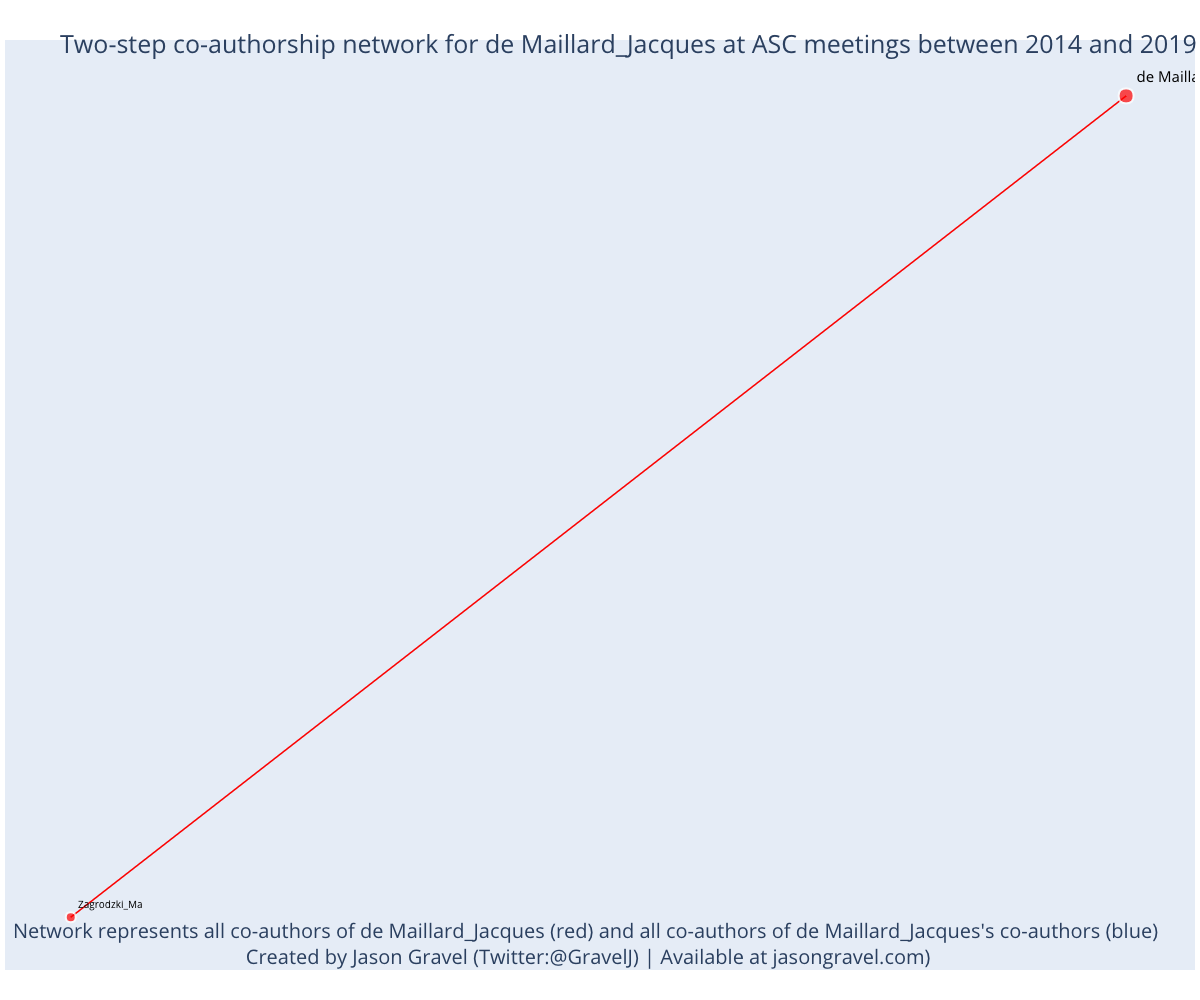 Two-step co-authorship network for de Maillard_Jacques at ASC meetings between 2014 and 2019
de Mailla
Zagrodzki_Ma
Network represents all co-authors of de Maillard_Jacques (red) and all co-authors of de Maillard_Jacques's co-authors (blue)
Created by Jason Gravel (Twitter:@GravelJ) | Available at jasongravel.com)